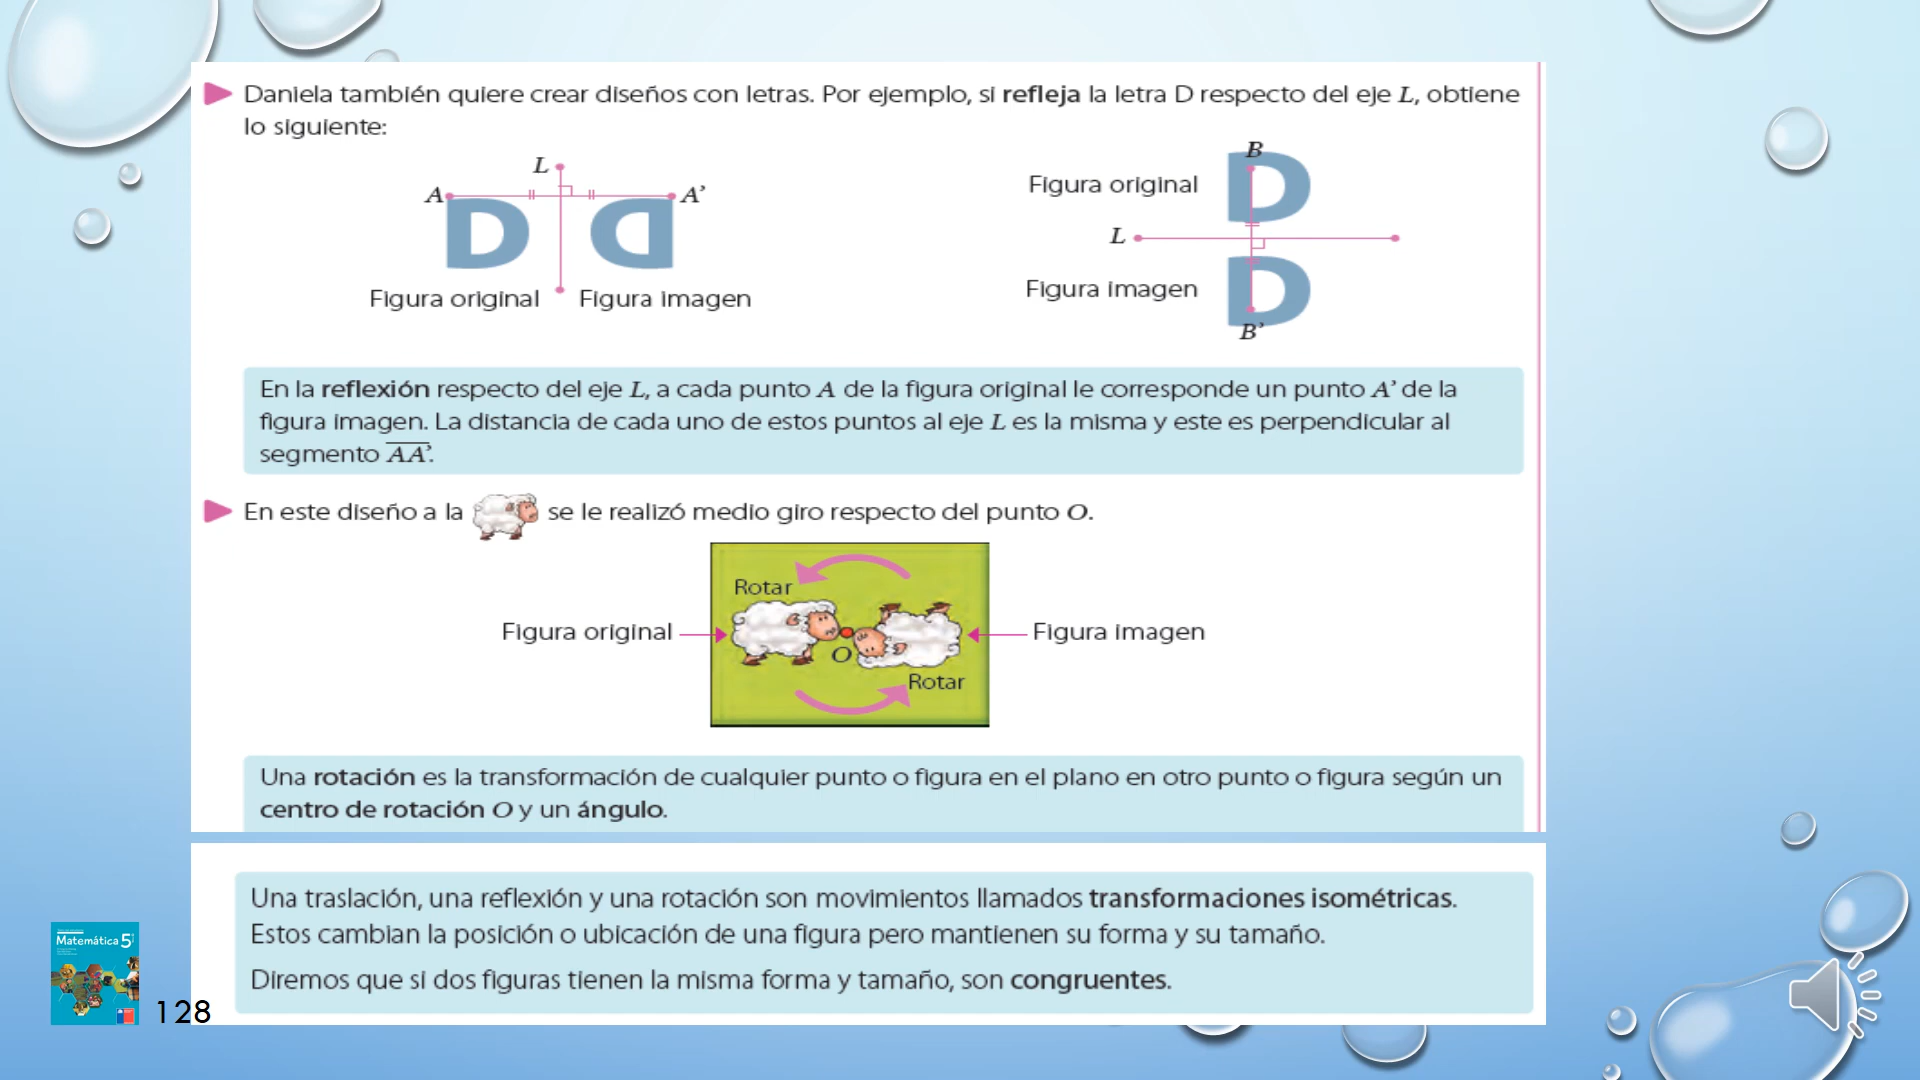 Daniela también quiere crear diseños con letras. Por ejemplo, si refleja la letra D respecto del eje L, obtiene
lo siguiente:
L
A
A’
D
D
Figura original
Figura imagen
B
D
Figura original
L
Figura imagen
D
B’
En la reflexión respecto del eje L, a cada punto A de la figura original le corresponde un punto A’ de la
figura imagen. La distancia de cada uno de estos puntos al eje L es la misma y este es perpendicular al
segmento AA’.
En este diseño a la se le realizó medio giro respecto del punto O.
Rotar
Figura original
Figura imagen
O
Rotar
Una rotación es la transformación de cualquier punto o figura en el plano en otro punto o figura según un
centro de rotación O y un ángulo.
Una traslación, una reflexión y una rotación son movimientos llamados transformaciones isométricas.
Estos cambian la posición o ubicación de una figura pero mantienen su forma y su tamaño.
Diremos que si dos figuras tienen la misma forma y tamaño, son congruentes.
Matemática 5
128